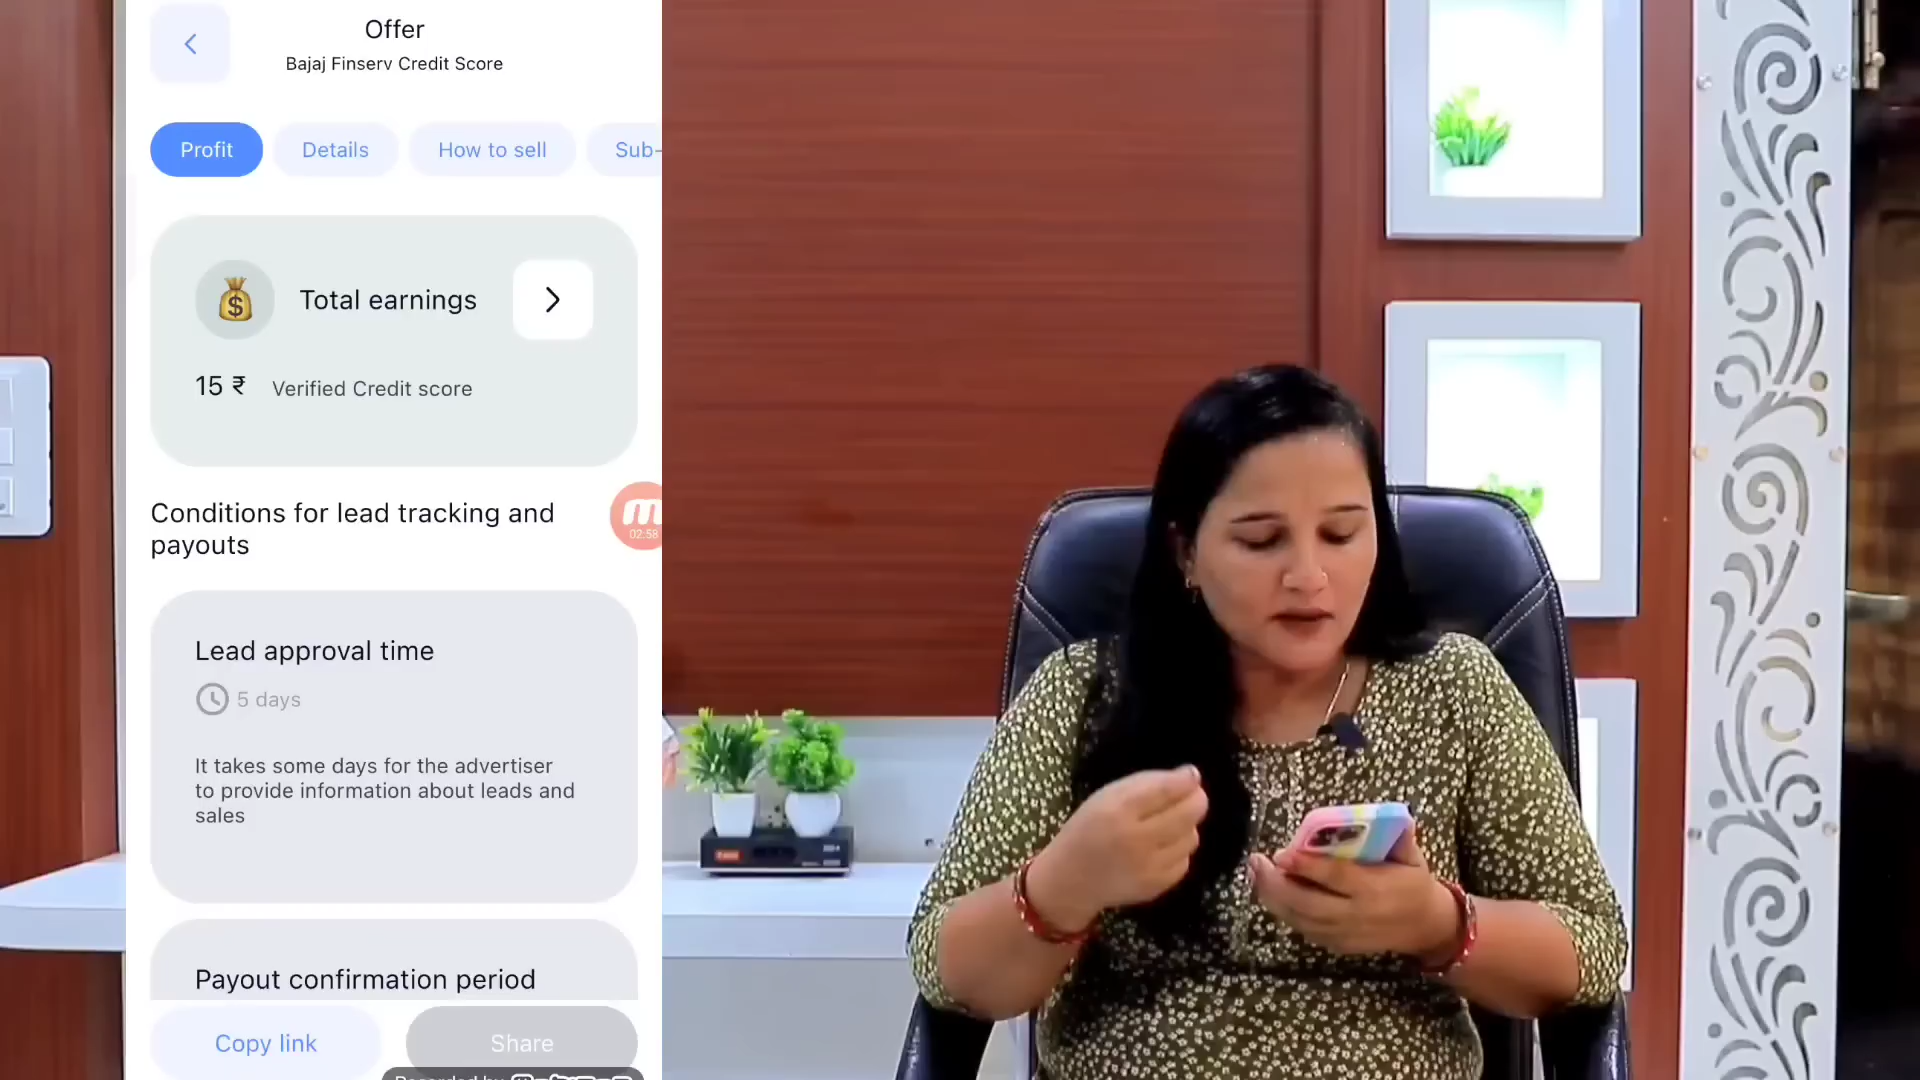 Offer
Bajaj Finserv Credit Score
Profit
Details
How to sell
Sub-
Total earnings
15 ₹ Verified Credit score
Conditions for lead tracking and
payouts
02:58
Lead approval time
5 days
It takes some days for the advertiser
to provide information about leads and
sales
Payout confirmation period
Copy link
Share
Recorded by